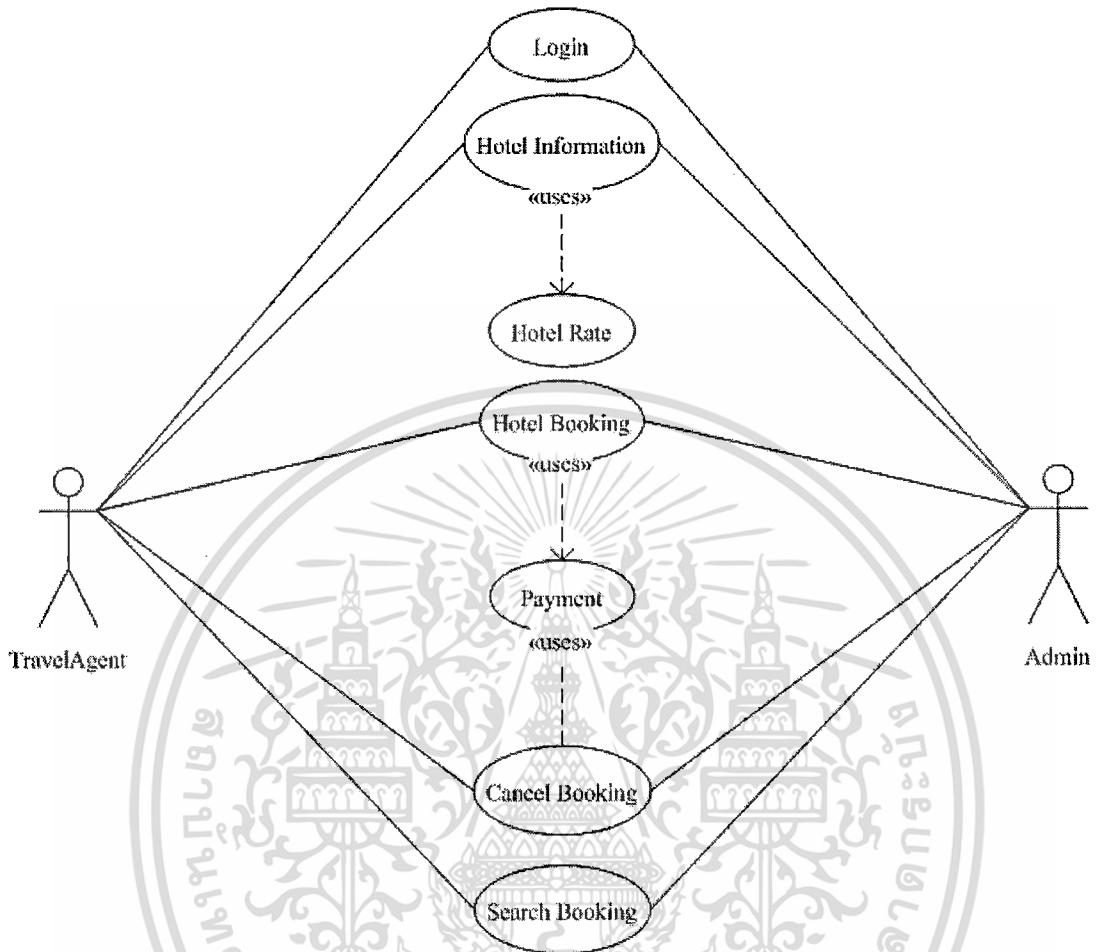 Login
Hotel Information
«uses»
Hotel Rate
Hotel Booking
«uses»
TravelAgent
Payment
«uses»
Admin
Cancel Booking
Search Booking